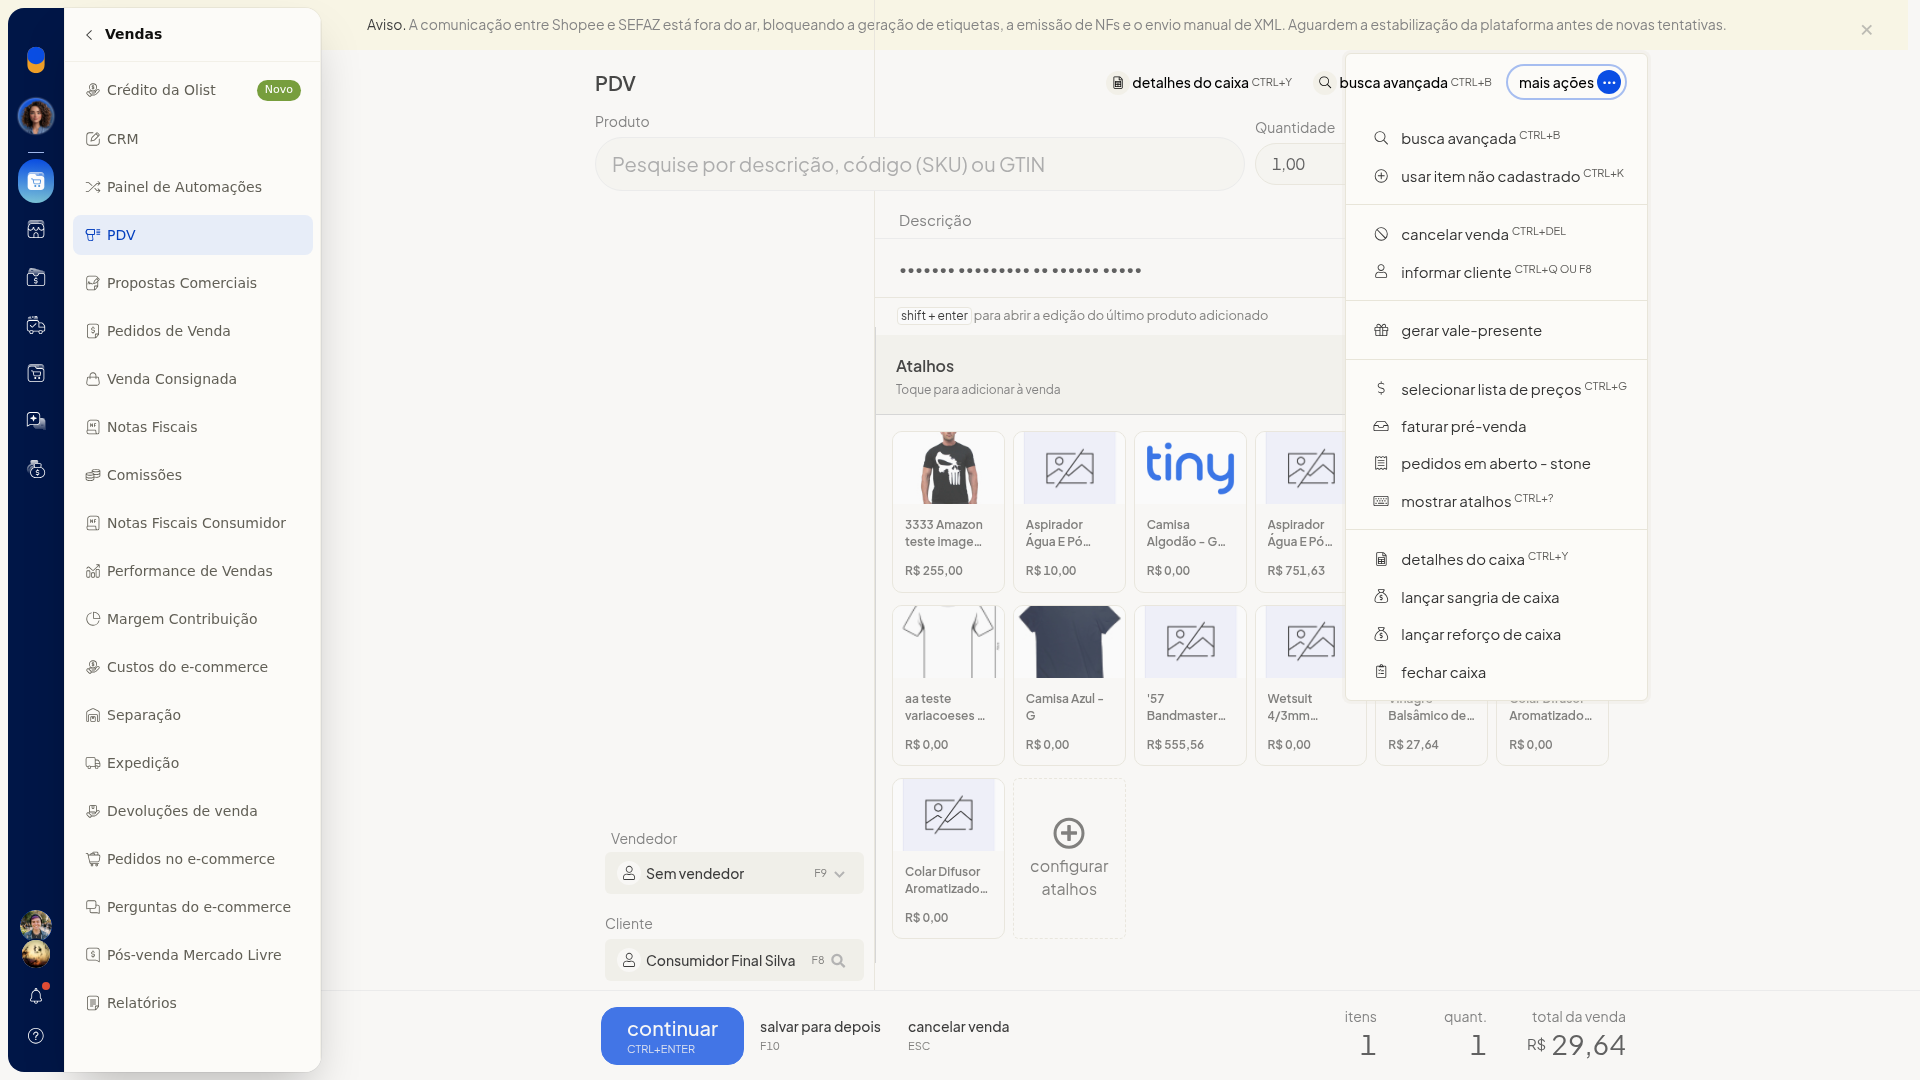 Aviso. A comunicação entre Shopee e SEFAZ está fora do ar, bloqueando a geração de etiquetas, a emissão de NFs e o envio manual de XML. Aguardem a estabilização da plataforma antes de novas tentativas.
Vendas
Crédito da Olist Novo
CRM
Painel de Automações
PDV
Propostas Comerciais
Pedidos de Venda
Venda Consignada
Notas Fiscais
Comissões
Notas Fiscais Consumidor
Performance de Vendas
Margem Contribuição
Custos do e-commerce
Separação
Expedição
Devoluções de venda
Pedidos no e-commerce
Perguntas do e-commerce
Pós-venda Mercado Livre
Relatórios
PDV
detalhes do caixa CTRL+Y
busca avançada CTRL+B
mais ações
Produto
Pesquise por descrição, código (SKU) ou GTIN
Quantidade
1,00
Descrição
shift + enter para abrir a edição do último produto adicionado
Atalhos
Toque para adicionar à venda
tiny
3333 Amazon
teste image...
R$ 255,00
Aspirador
Água E Pó...
R$ 10,00
Camisa
Algodão - G...
R$ 0,00
Aspirador
Água E Pó...
R$ 751,63
aa teste
variacoes ...
R$ 0,00
Camisa Azul -
G
R$ 0,00
'57
Bandmaster...
R$ 555,56
Wetsuit
4/3mm...
R$ 0,00
Balsâmico de...
R$ 27,64
Aromatizado...
R$ 0,00
Colar Difusor
Aromatizado...
R$ 0,00
configurar
atalhos
busca avançada CTRL+B
usar item não cadastrado CTRL+K
cancelar venda CTRL+DEL
informar cliente CTRL+Q OU F8
gerar vale-presente
selecionar lista de preços CTRL+G
faturar pré-venda
pedidos em aberto - stone
mostrar atalhos CTRL+?
detalhes do caixa CTRL+Y
lançar sangria de caixa
lançar reforço de caixa
fechar caixa
Vendedor
Sem vendedor F9
Cliente
Consumidor Final Silva F8
continuar
CTRL+ENTER
salvar para depois
F10
cancelar venda
ESC
itens
1
quant.
1
total da venda
R$ 29,64